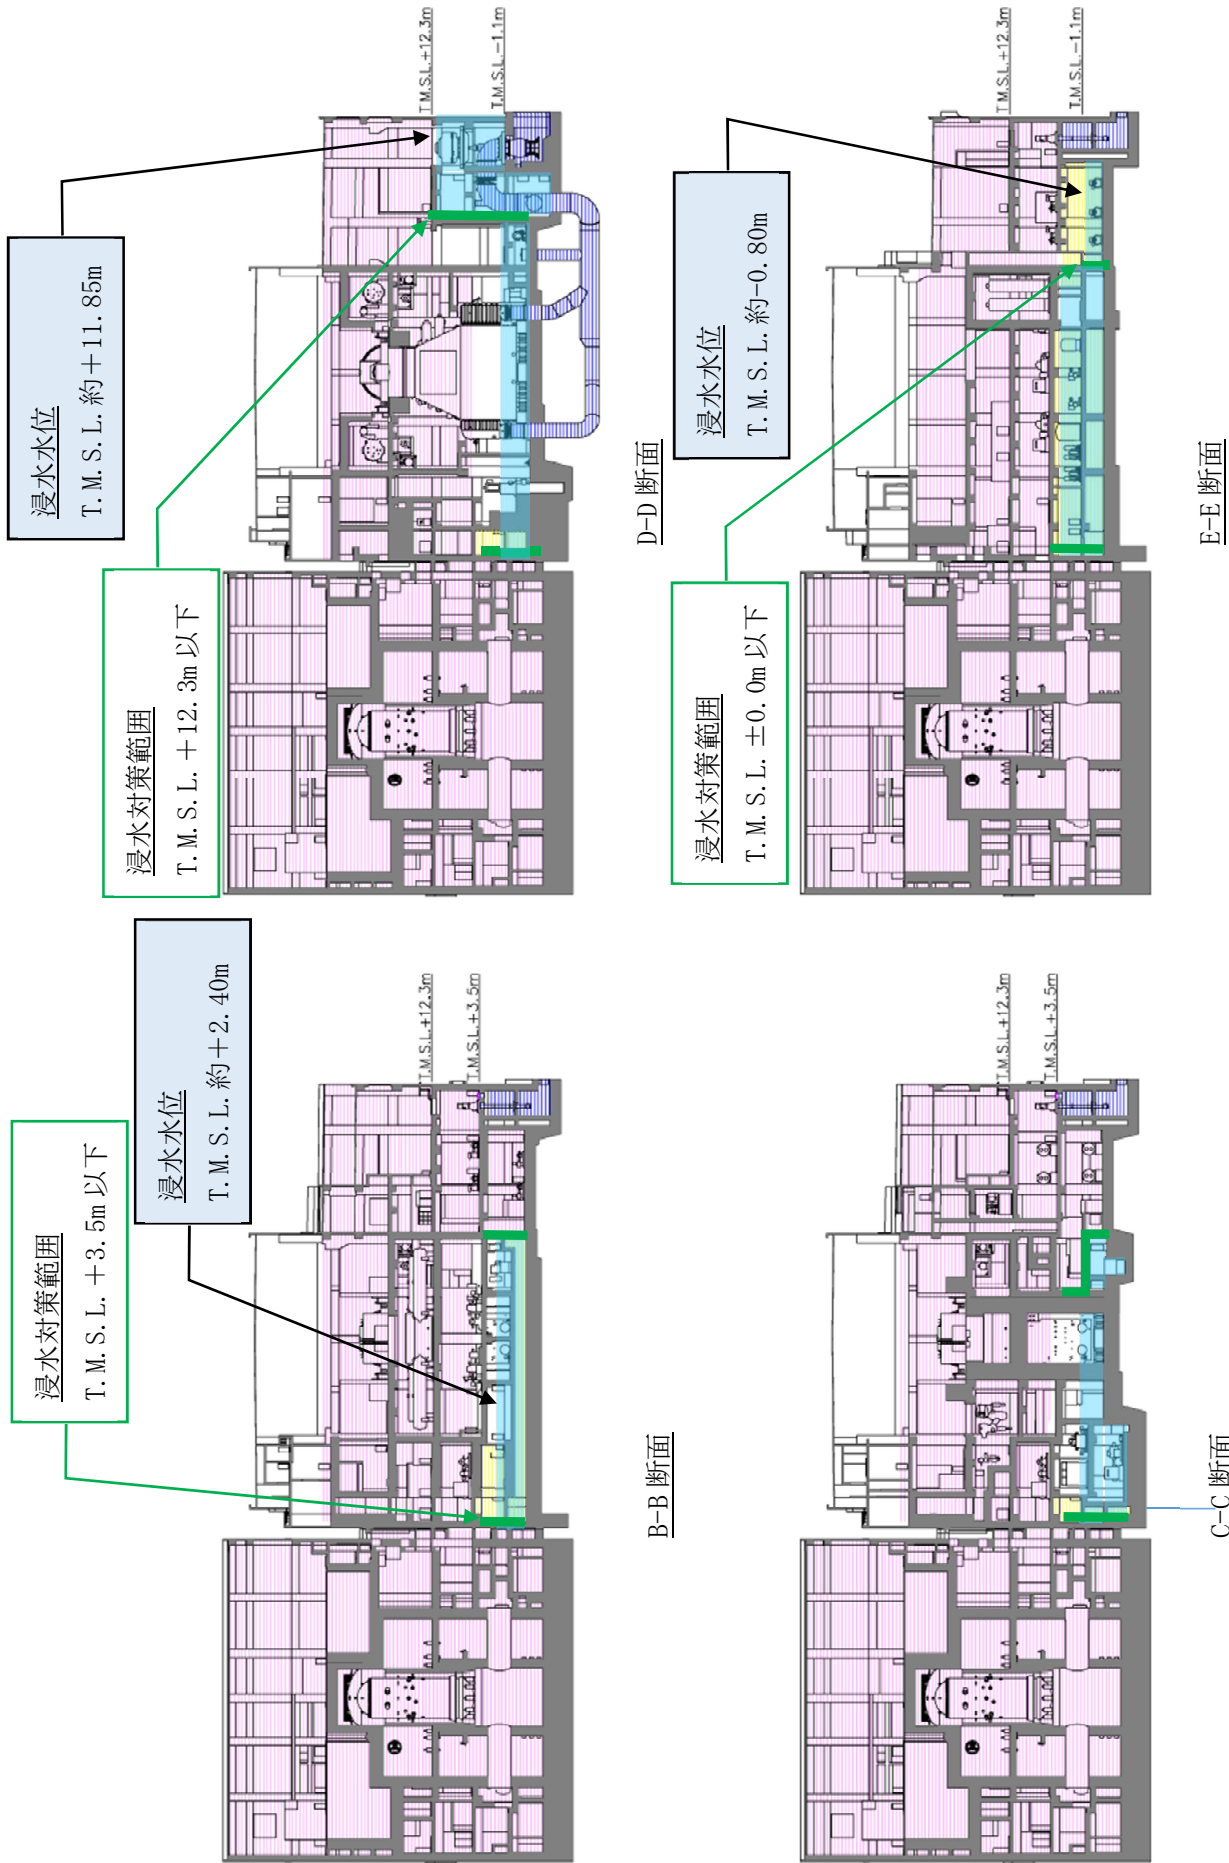 浸水対策範囲
T.M.S.L.＋3.5m以下
浸水水位
T.M.S.L.約＋2.40m
T.M.S.L.+12.3m
T.M.S.L.+3.5m
B-B断面
浸水水位
T.M.S.L.約＋11.85m
浸水対策範囲
T.M.S.L.＋12.3m以下
T.M.S.L.+12.3m
T.M.S.L.-1.1m
D-D断面
T.M.S.L.+12.3m
T.M.S.L.+3.5m
C-C断面
浸水水位
T.M.S.L.約-0.80m
浸水対策範囲
T.M.S.L.±0.0m以下
T.M.S.L.+12.3m
T.M.S.L.-1.1m
E-E断面